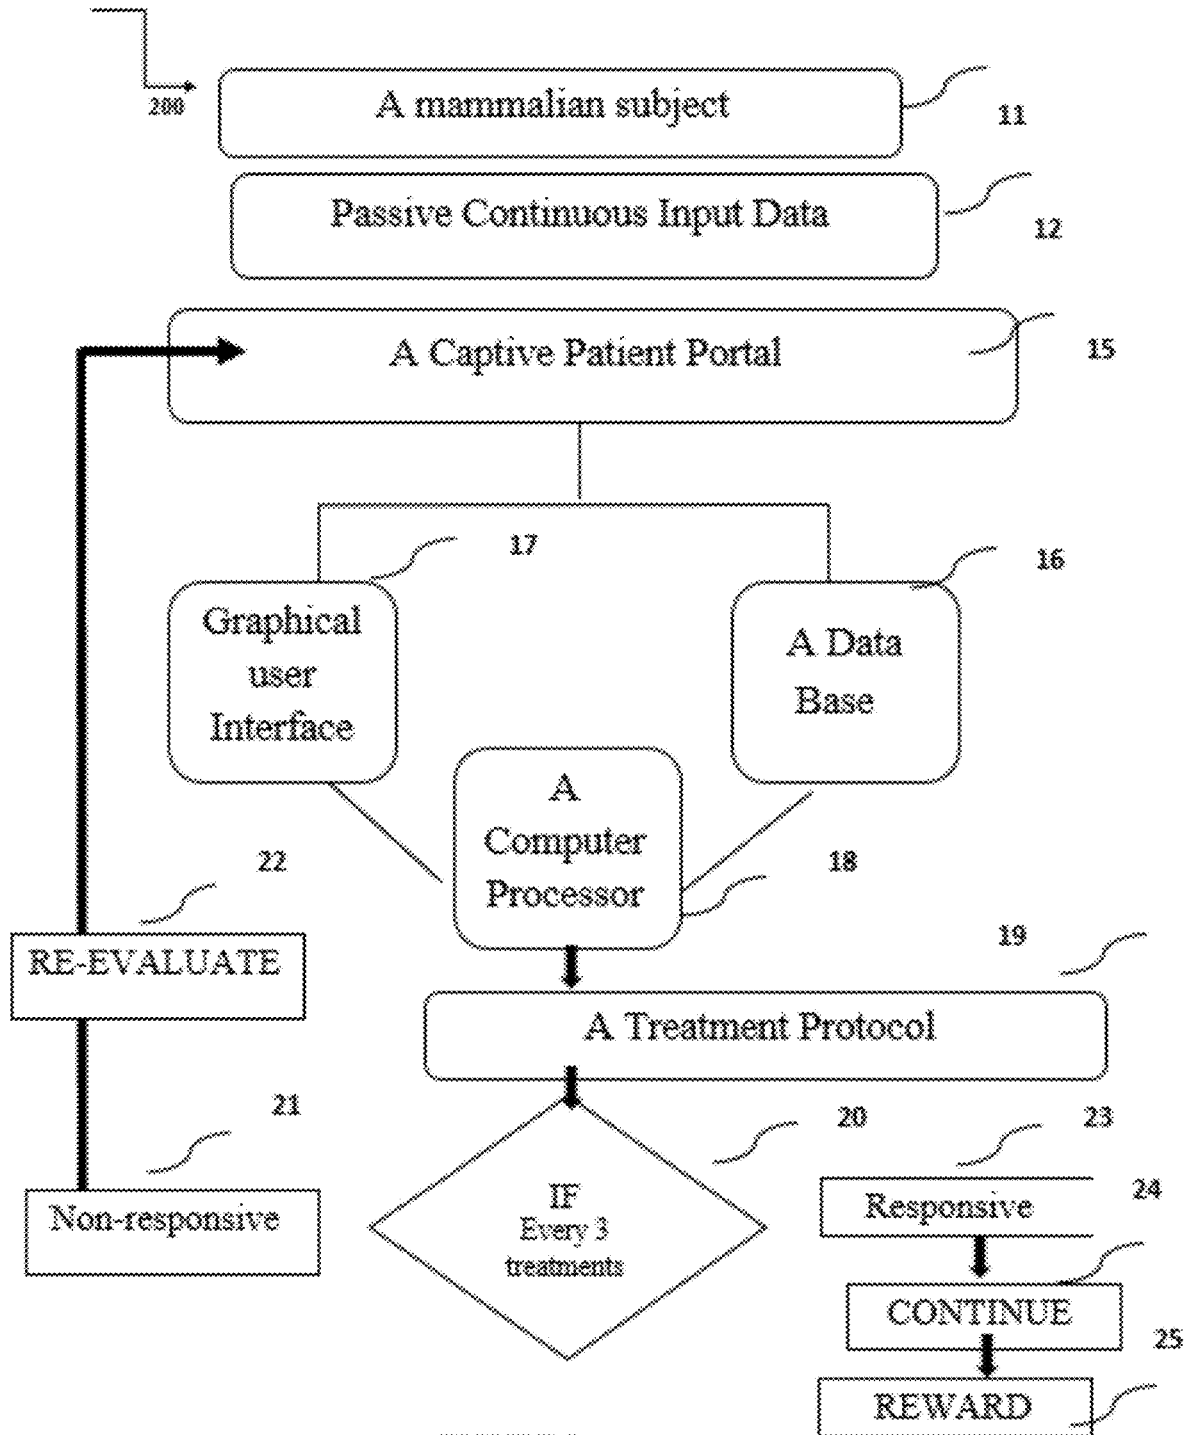 200
A mammalian subject
11
Passive Continuous Input Data
12
A Captive Patient Portal
15
17
16
Graphical
user
Interface
A Data
Base
A
Computer
Processor
18
22
RE-EVALUATE
19
A Treatment Protocol
21
20
23
Non-responsive
IF
Every 3
treatments
Responsive
24
CONTINUE
25
REWARD